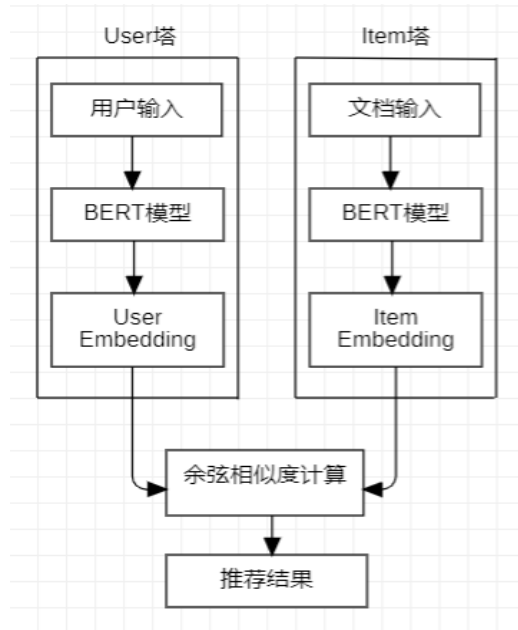 User塔
Item塔
用户输入
文档输入
BERT模型
BERT模型
User
Embedding
Item
Embedding
余弦相似度计算
推荐结果